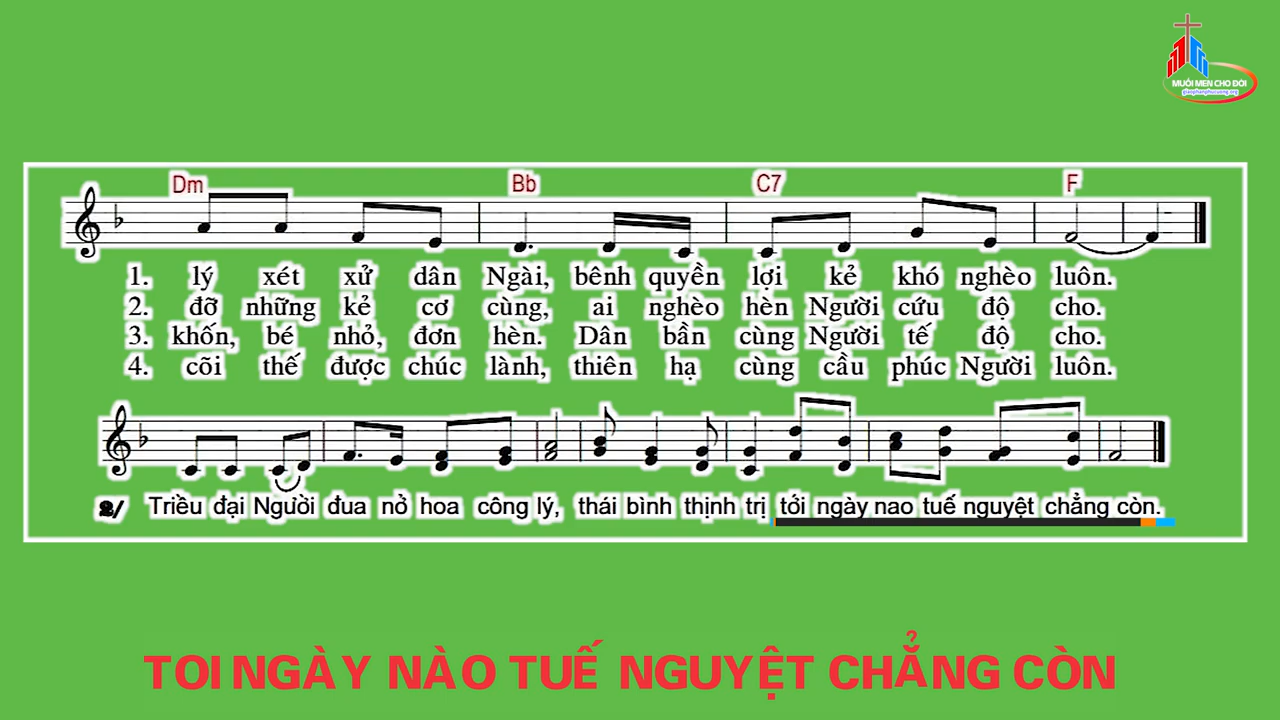 MUỐI MEN CHO ĐỜI
giaophanphucuong.org
Dm Bb C7 F
1. lý xét xử dân Ngài, bênh quyền lợi kẻ khó nghèo luôn.
2. đỡ những kẻ cơ cùng, ai nghèo hèn Người cứu độ cho.
3. khốn, bé nhỏ, đơn hèn. Dân bần cùng Người tế độ cho.
4. cõi thế được chúc lành, thiên hạ cùng cầu phúc Người luôn.
2/ Triều đại Người đua nở hoa công lý, thái bình thịnh trị tới ngày nao tuế nguyệt chẳng còn.
TOI NGÀY NÀO TUẾ NGUYỆT CHẲNG CÒN